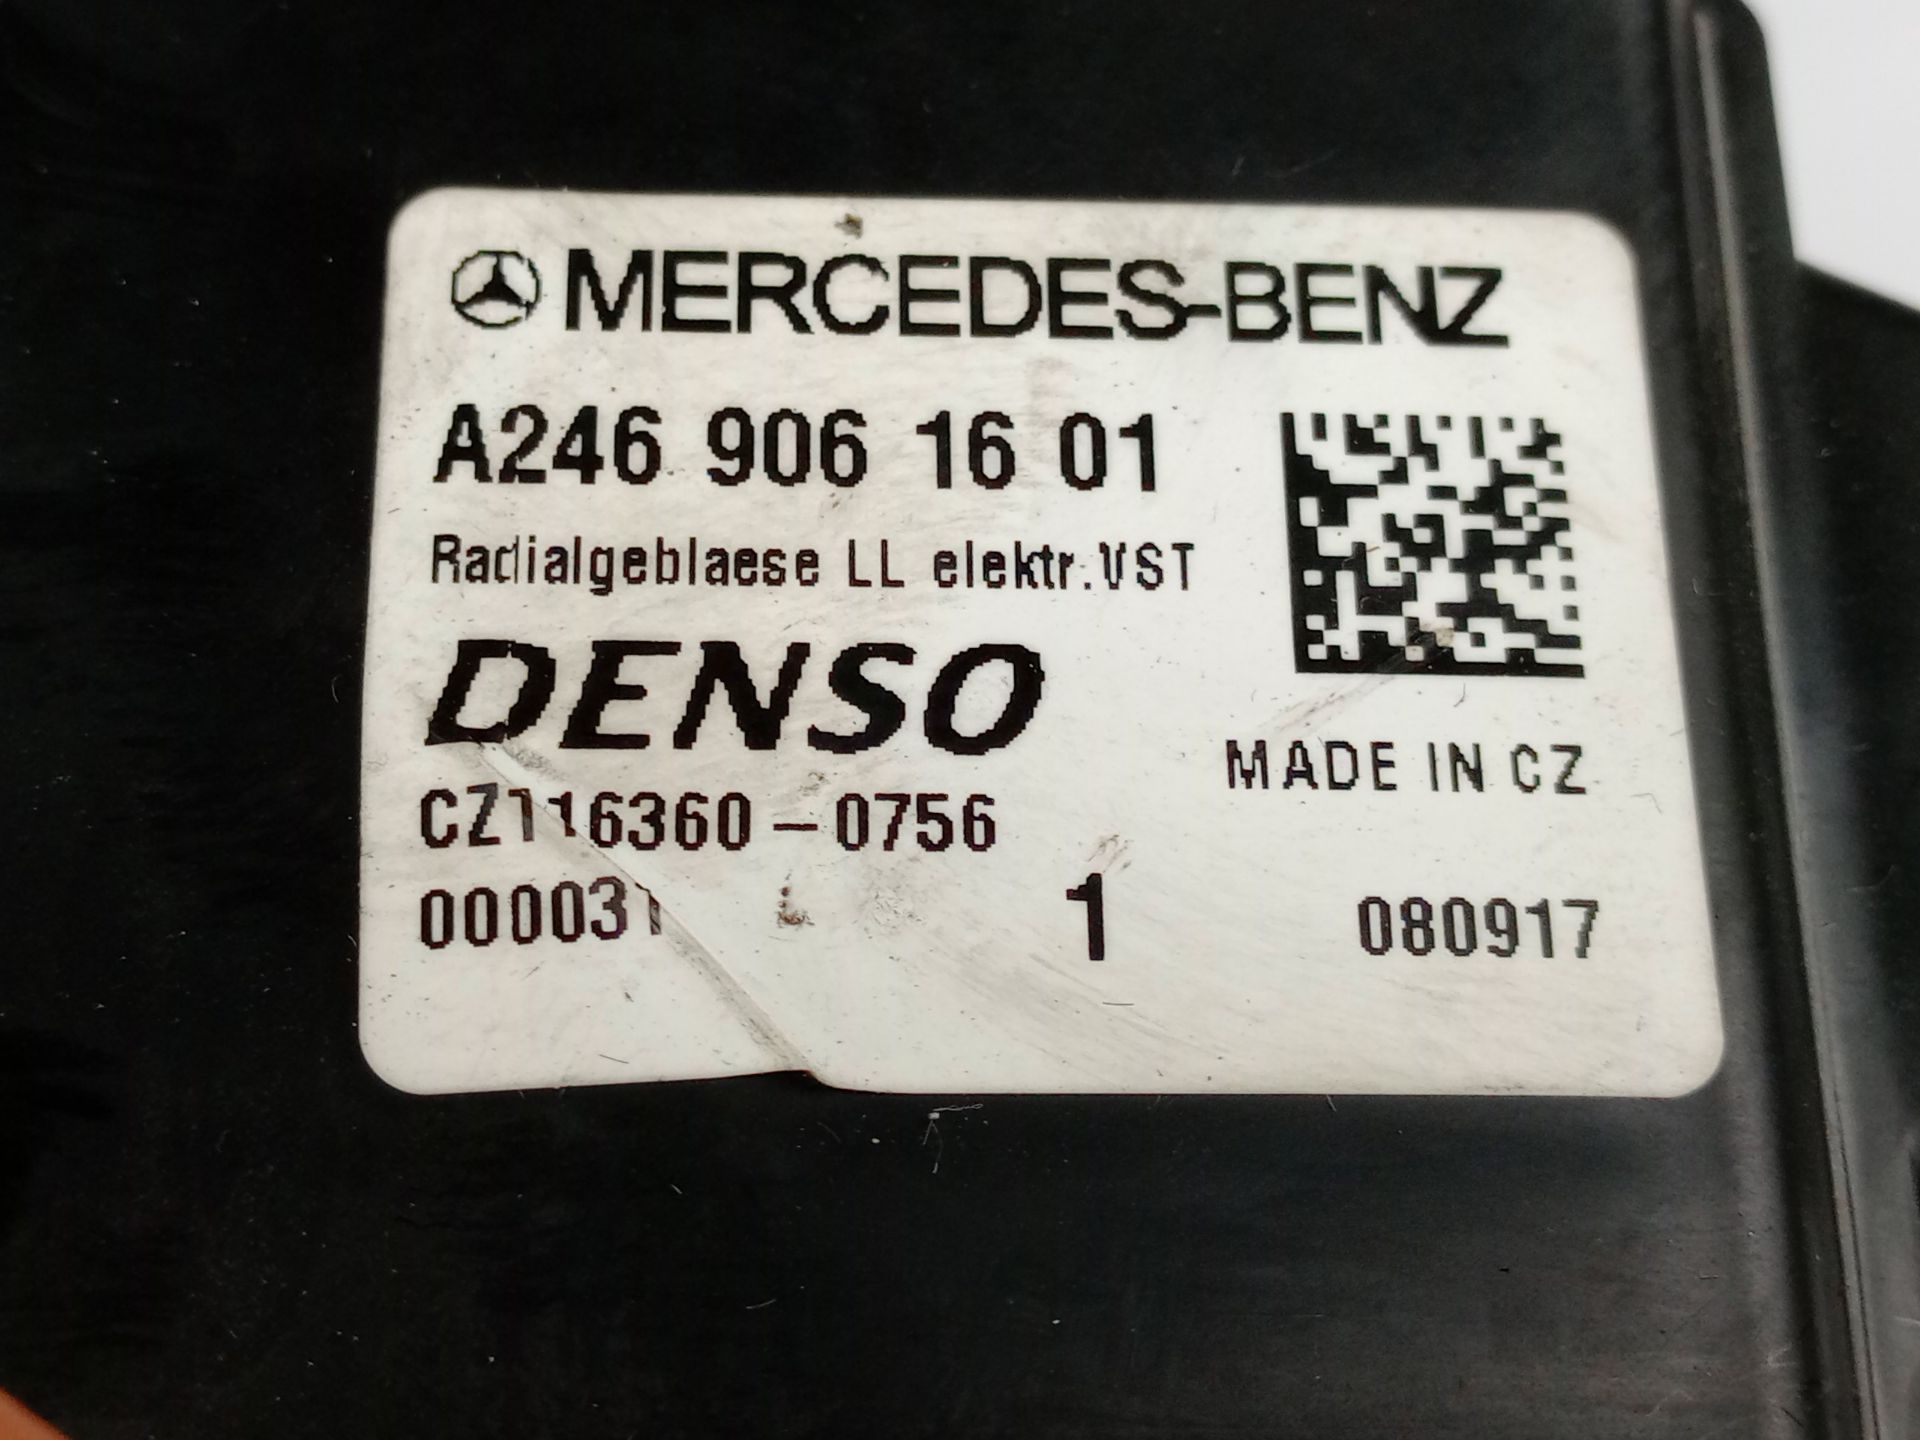 MERCEDES-BENZ
A246 906 16 01
Radialgeblaese LL elektr.VST
DENSO
MADE IN CZ
CZ116360-0756
000031 1 080917